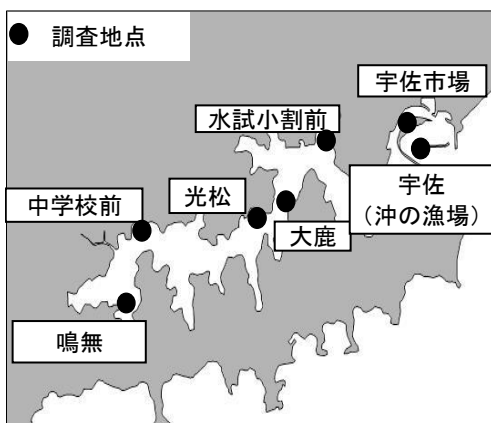 ● 調査地点
宇佐市場
水試小割前
宇佐
（沖の漁場）
光松
中学校前
大鹿
鳴無